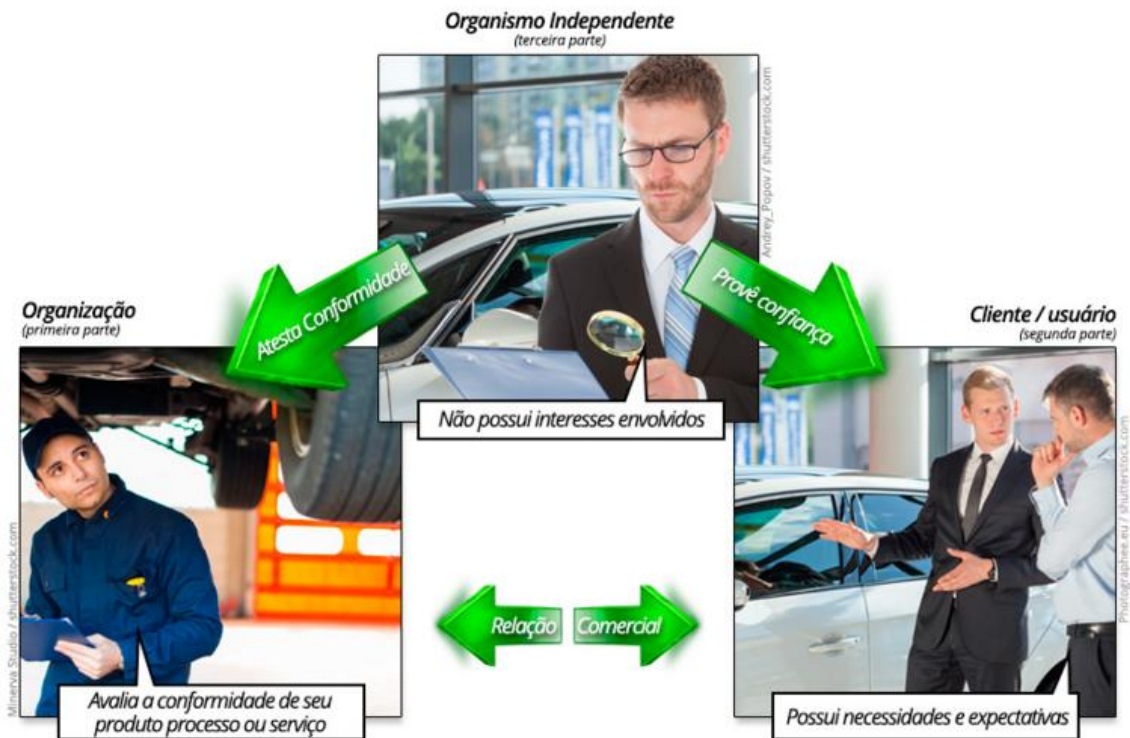 Organismo Independente
(terceira parte)
Andrey_Popov / shutterstock.com
Atesta Conformidade
Provê confiança
Não possui interesses envolvidos
Organização
(primeira parte)
Cliente / usuário
(segunda parte)
Minerva Studio / shutterstock.com
Photographee.eu / shutterstock.com
Relação Comercial
Avalia a conformidade de seu
produto processo ou serviço
Possui necessidades e expectativas